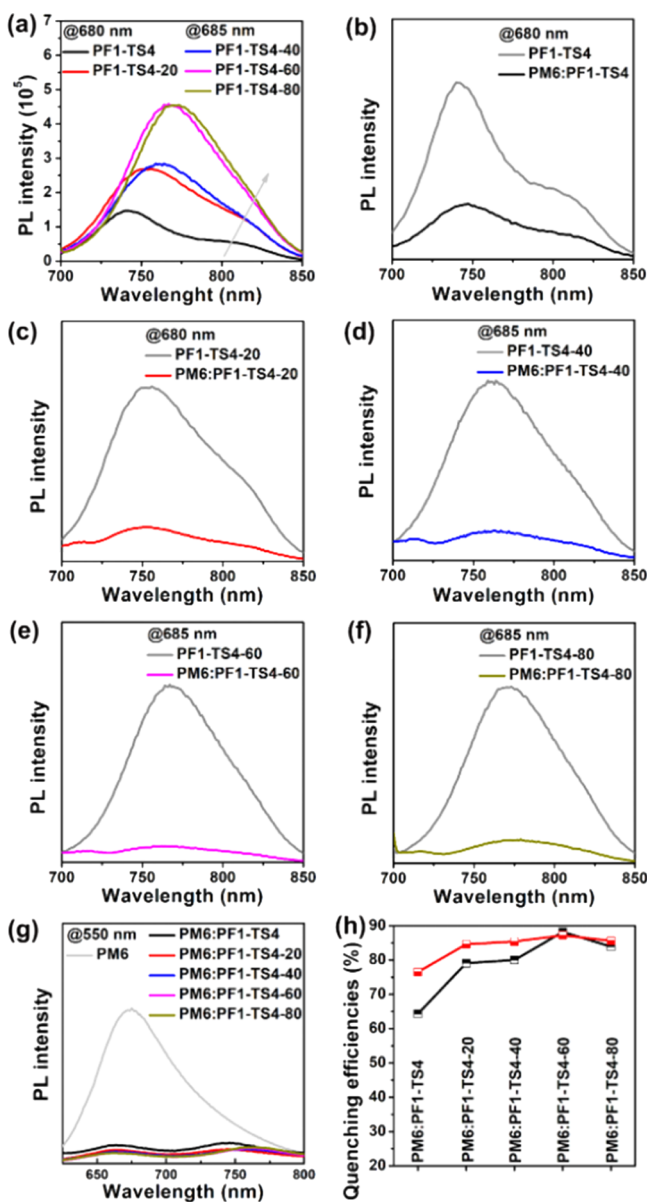 (a)
@680 nm @685 nm
PF1-TS4 PF1-TS4-40
PF1-TS4-20 PF1-TS4-60
PF1-TS4-80
PL intensity (10^5)
5
4
3
2
1
0
700 750 800 850
Wavelenght (nm)
(b)
@680 nm
PF1-TS4
PM6:PF1-TS4
PL intensity
700 750 800 850
Wavelength (nm)
(c)
@680 nm
PF1-TS4-20
PM6:PF1-TS4-20
PL intensity
700 750 800 850
Wavelength (nm)
(d)
@685 nm
PF1-TS4-40
PM6:PF1-TS4-40
PL intensity
700 750 800 850
Wavelength (nm)
(e)
@685 nm
PF1-TS4-60
PM6:PF1-TS4-60
PL intensity
700 750 800 850
Wavelength (nm)
(f)
@685 nm
PF1-TS4-80
PM6:PF1-TS4-80
PL intensity
700 750 800 850
Wavelength (nm)
(g)
@550 nm
PM6
PM6:PF1-TS4
PM6:PF1-TS4-20
PM6:PF1-TS4-40
PM6:PF1-TS4-60
PM6:PF1-TS4-80
PL intensity
650 700 750 800
Wavelength (nm)
(h)
Quenching efficiencies (%)
90
80
70
60
50
40
30
20
PM6:PF1-TS4
PM6:PF1-TS4-20
PM6:PF1-TS4-40
PM6:PF1-TS4-60
PM6:PF1-TS4-80